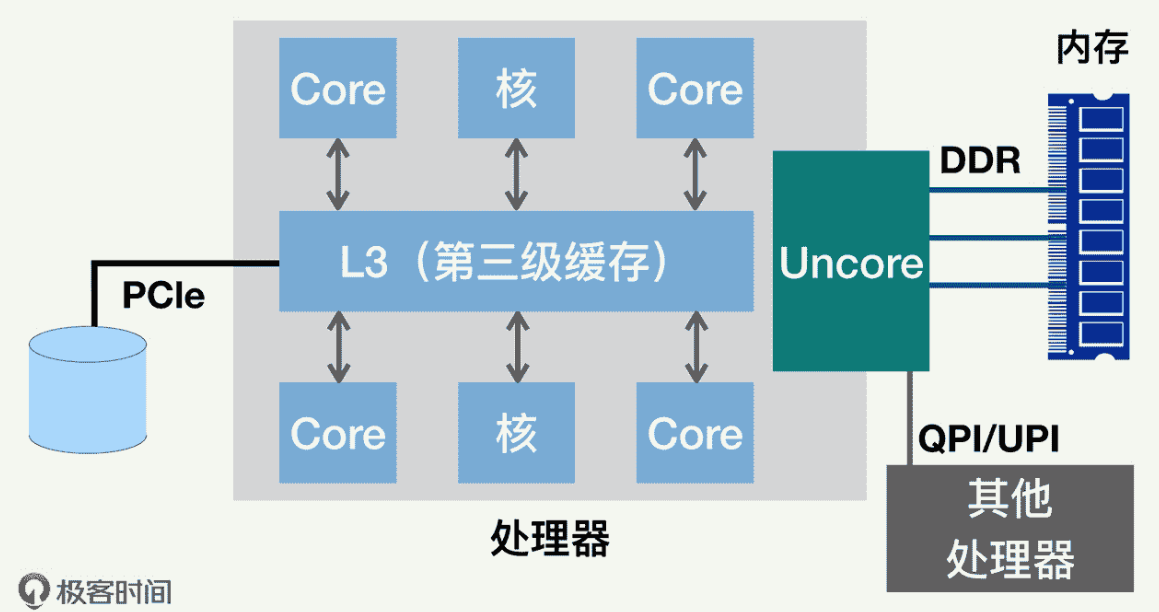 内存
Core
核
Core
DDR
Uncore
L3（第三级缓存）
PCIe
Core
核
Core
QPI/UPI
其他
处理器
处理器
极客时间